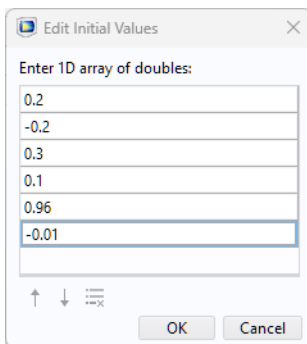 Edit Initial Values
Enter 1D array of doubles:
0.2
-0.2
0.3
0.1
0.96
-0.01
OK Cancel